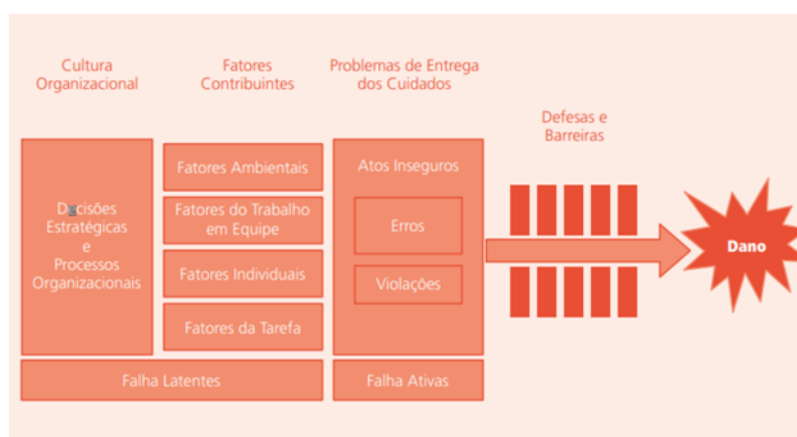 Cultura
Organizacional
Fatores
Contribuintes
Problemas de Entrega
dos Cuidados
Defesas e
Barreiras
Decisões
Estratégicas
e
Processos
Organizacionais
Fatores Ambientais
Fatores do Trabalho
em Equipe
Fatores Individuais
Fatores da Tarefa
Atos Inseguros
Erros
Violações
Dano
Falha Latentes
Falha Ativas